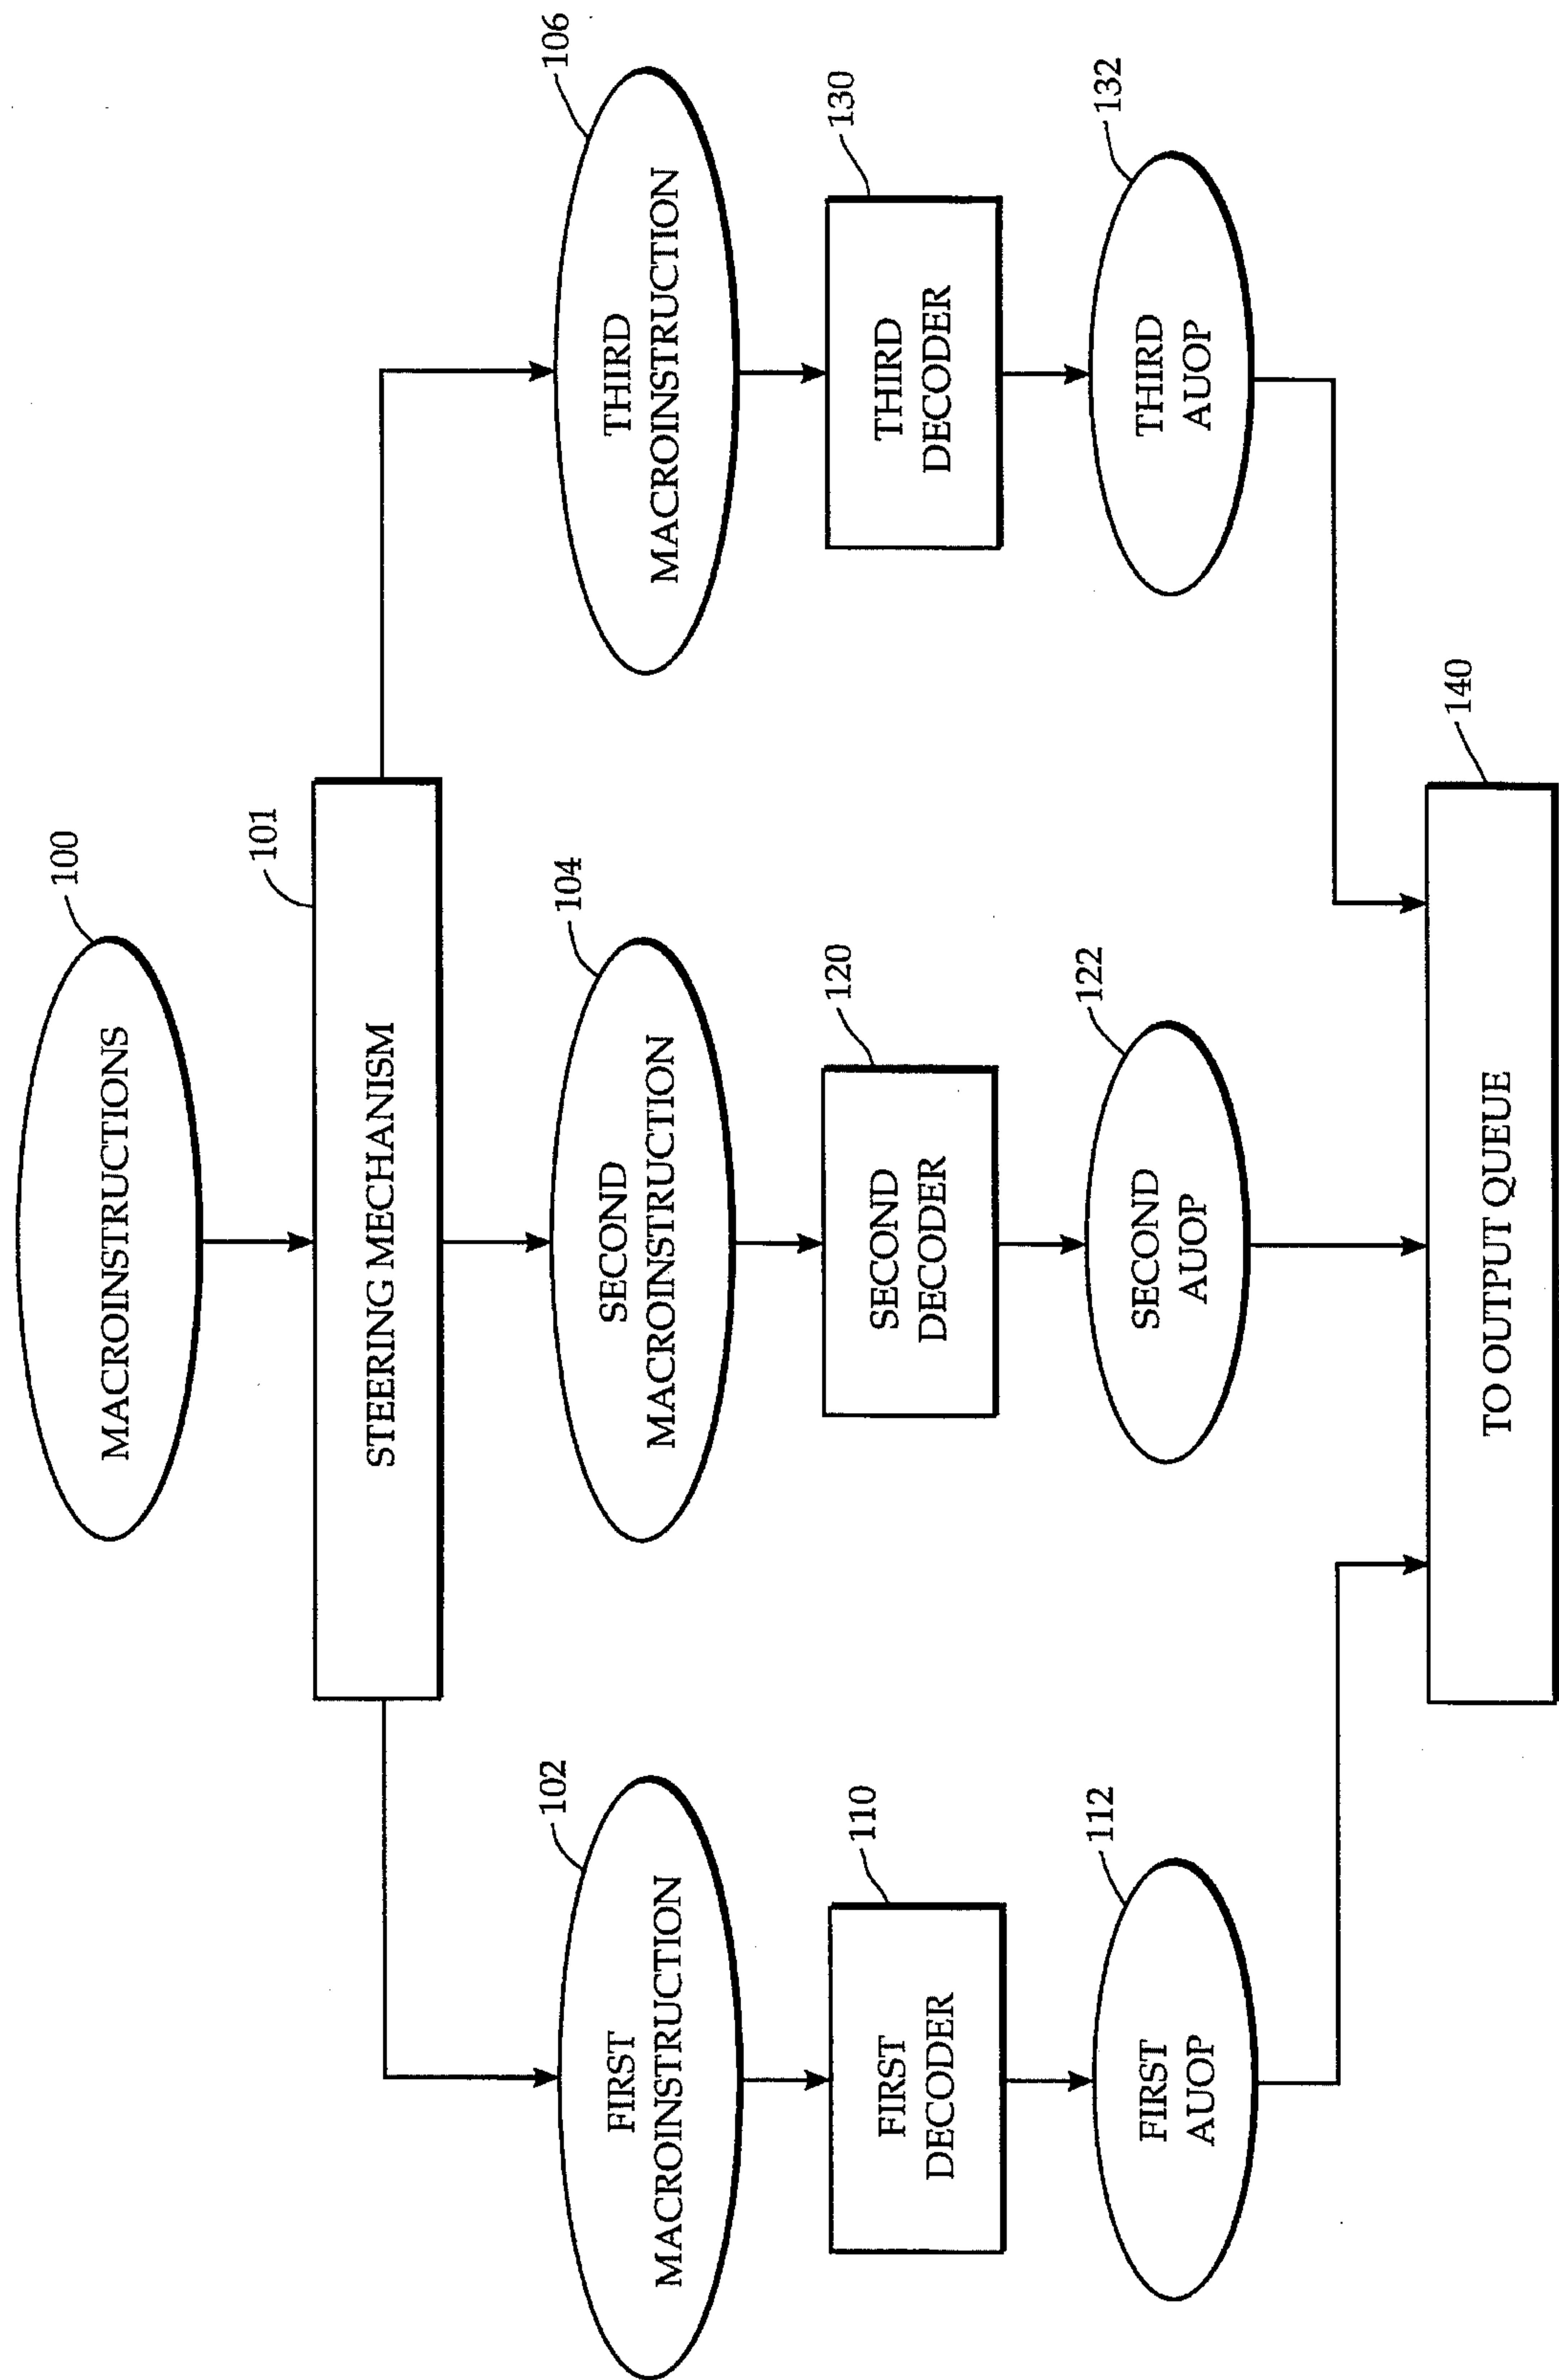 100
MACROINSTRUCTIONS
101
STEERING MECHANISM
102
FIRST
MACROINSTRUCTION
104
SECOND
MACROINSTRUCTION
106
THIRD
MACROINSTRUCTION
110
FIRST
DECODER
120
SECOND
DECODER
130
THIRD
DECODER
112
FIRST
AUOP
122
SECOND
AUOP
132
THIRD
AUOP
140
TO OUTPUT QUEUE